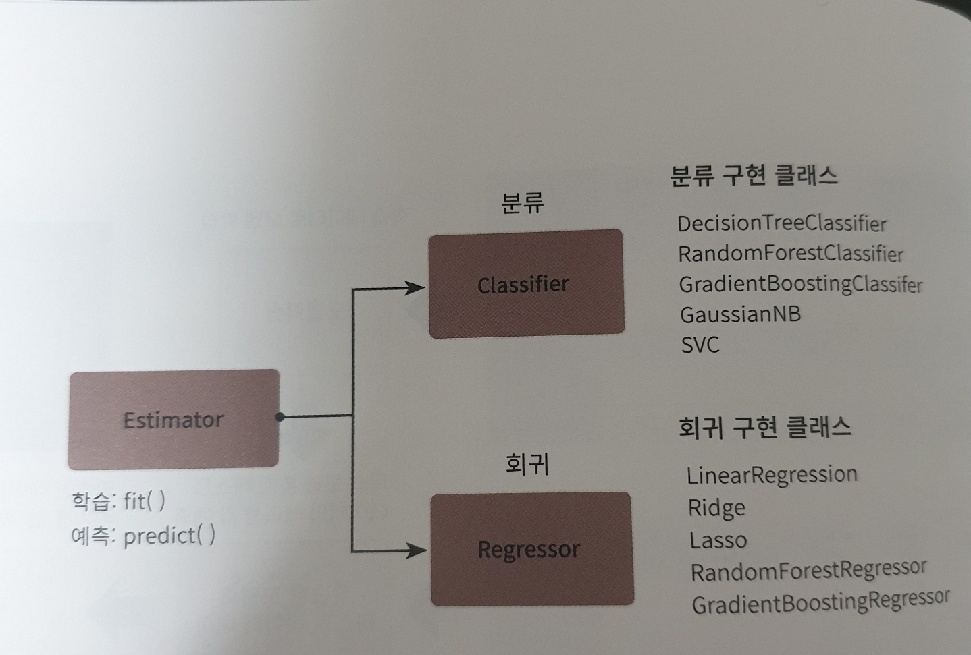 분류 구현 클래스
분류
DecisionTreeClassifier
RandomForestClassifier
Classifier
GradientBoostingClassifer
GaussianNB
SVC
Estimator
학습: fit( )
예측: predict( )
회귀 구현 클래스
회귀
LinearRegression
Ridge
Regressor
Lasso
RandomForestRegressor
GradientBoostingRegressor